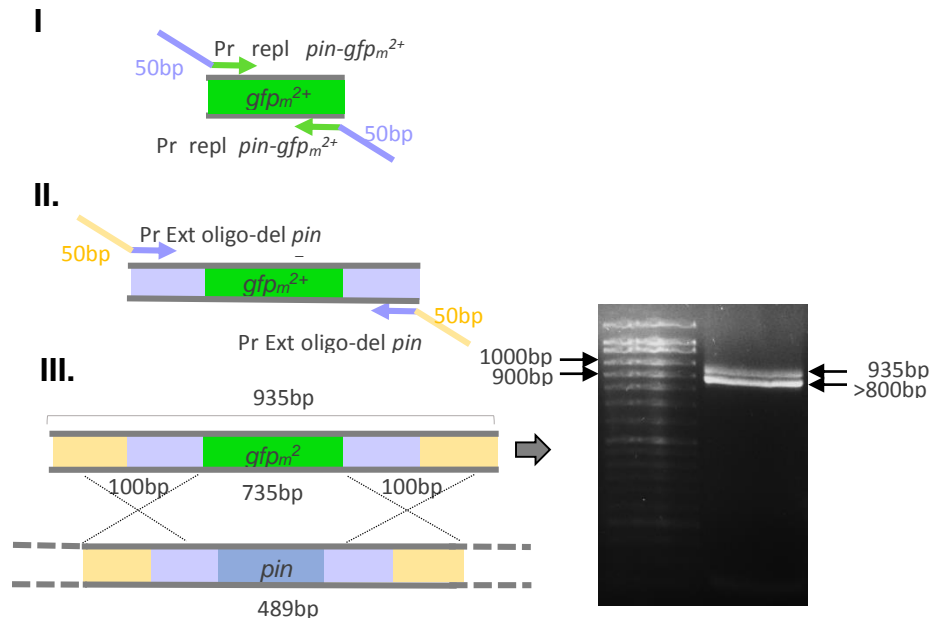 I
Pr repl pin-gfpm2+
50bp
gfpm2+
50bp
Pr repl pin-gfpm2+
II.
Pr Ext oligo-del pin
50bp
gfpm2+
50bp
Pr Ext oligo-del pin
III.
935bp
gfpm2
100bp
735bp
100bp
pin
489bp
1000bp
900bp
935bp
>800bp